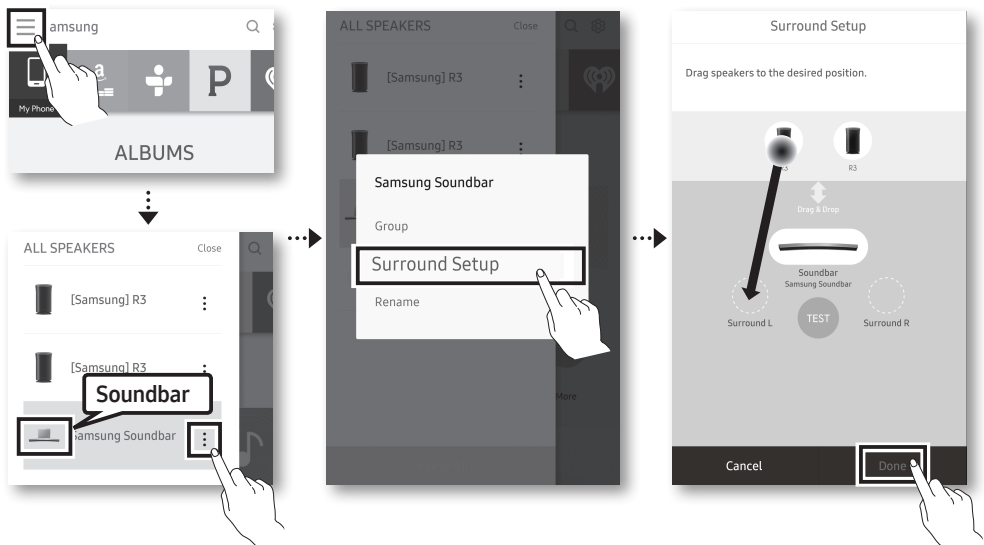 amsung
a
P
My Phone
ALBUMS
ALL SPEAKERS Close
[Samsung] R3
[Samsung] R3
Soundbar
Samsung Soundbar
ALL SPEAKERS Close
[Samsung] R3
[Samsung] R3
Samsung Soundbar
Group
Surround Setup
Rename
More
Surround Setup
Drag speakers to the desired position.
R3
Drag & Drop
Soundbar
Samsung Soundbar
Surround L
TEST
Surround R
Cancel
Done